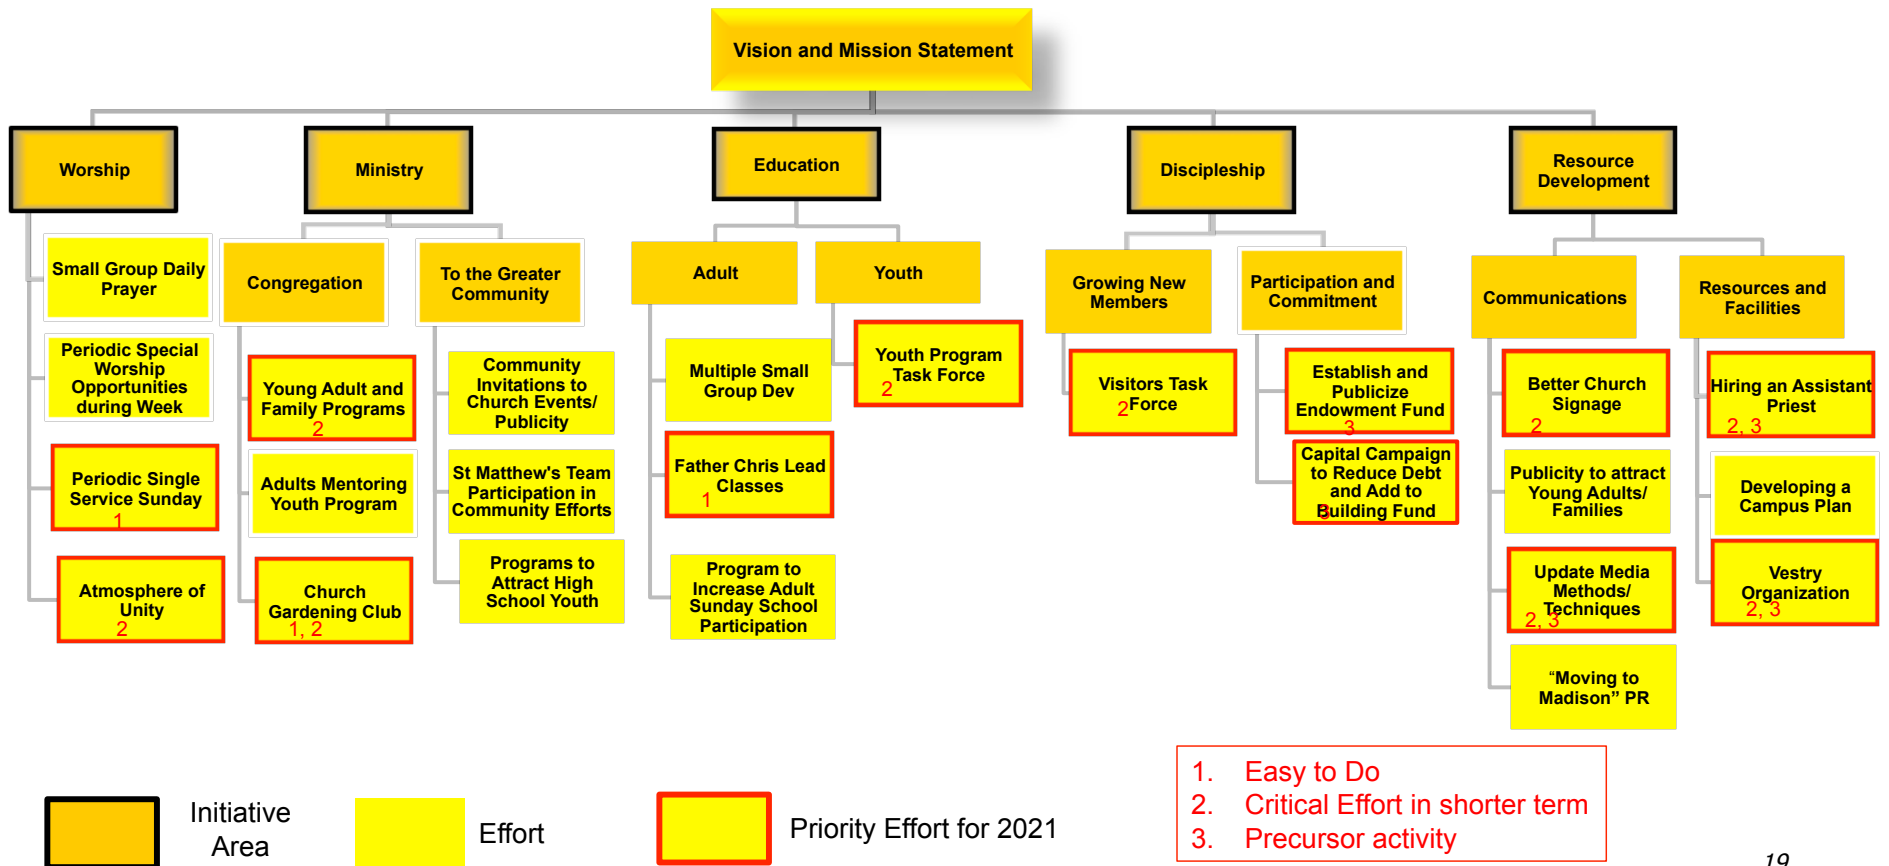 Vision and Mission Statement
Worship
Small Group Daily
Prayer
Periodic Special
Worship
Opportunities
during Week
Periodic Single
Service Sunday
1
Atmosphere of
Unity
2
Ministry
Congregation
Young Adult and
Family Programs
2
Adults Mentoring
Youth Program
Church
Gardening Club
1, 2
To the Greater
Community
Community
Invitations to
Church Events/
Publicity
St Matthew's Team
Participation in
Community Efforts
Programs to
Attract High
School Youth
Education
Adult
Multiple Small
Group Dev
Father Chris Lead
Classes
1
Program to
Increase Adult
Sunday School
Participation
Youth
Youth Program
Task Force
2
Discipleship
Growing New
Members
Visitors Task
Force
2
Participation and
Commitment
Establish and
Publicize
Endowment Fund
3
Capital Campaign
to Reduce Debt
and Add to
Building Fund
3
Resource
Development
Communications
Better Church
Signage
2
Publicity to attract
Young Adults/
Families
Update Media
Methods/
Techniques
2, 3
“Moving to
Madison” PR
Resources and
Facilities
Hiring an Assistant
Priest
2, 3
Developing a
Campus Plan
Vestry
Organization
2, 3
Initiative
Area
Effort
Priority Effort for 2021
1. Easy to Do
2. Critical Effort in shorter term
3. Precursor activity
19